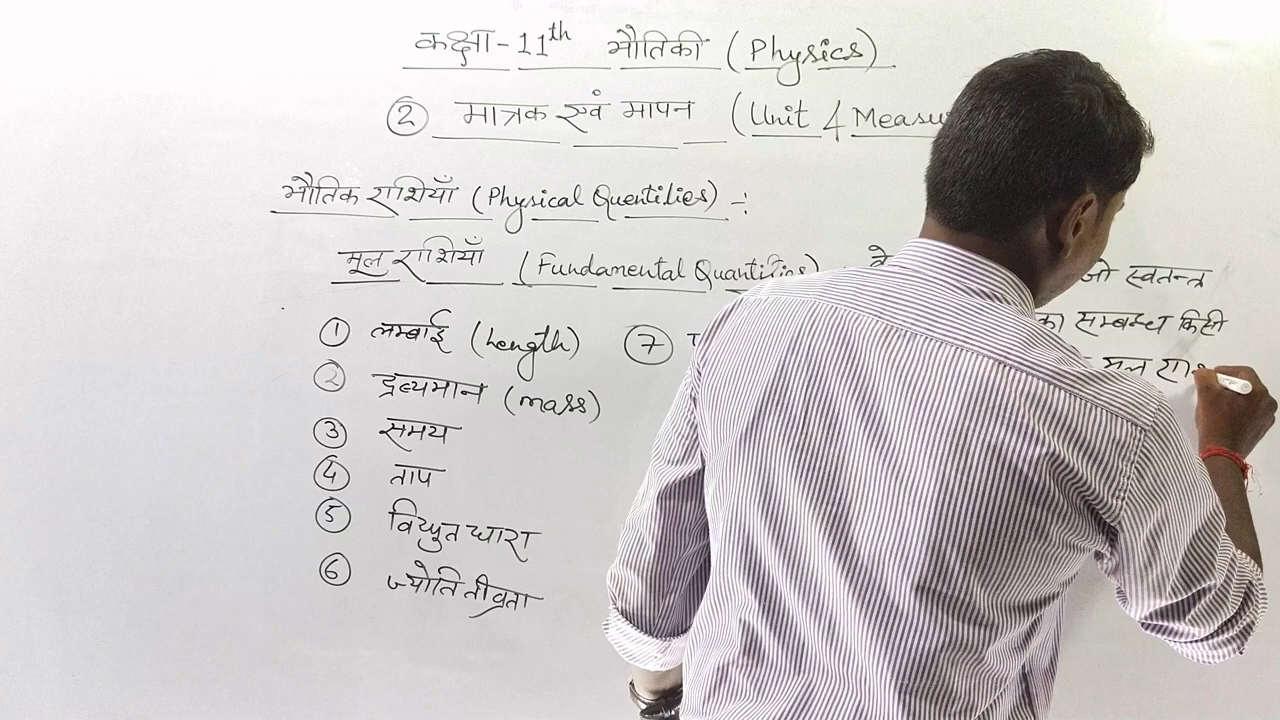 कक्षा - 11th भौतिकी (Physics)
② मात्रक एवं मापन (Unit & Measu
भौतिक राशियाँ (Physical Quentilies) -:
मूल राशियाँ (Fundamental Quantities) : वे जो स्वतन्त्र
का सम्बन्ध किसी
मूल
① लम्बाई (Length) ⑦
② द्रव्यमान (mass)
③ समय
④ ताप
⑤ विद्युत धारा
⑥ ज्योति तीव्रता